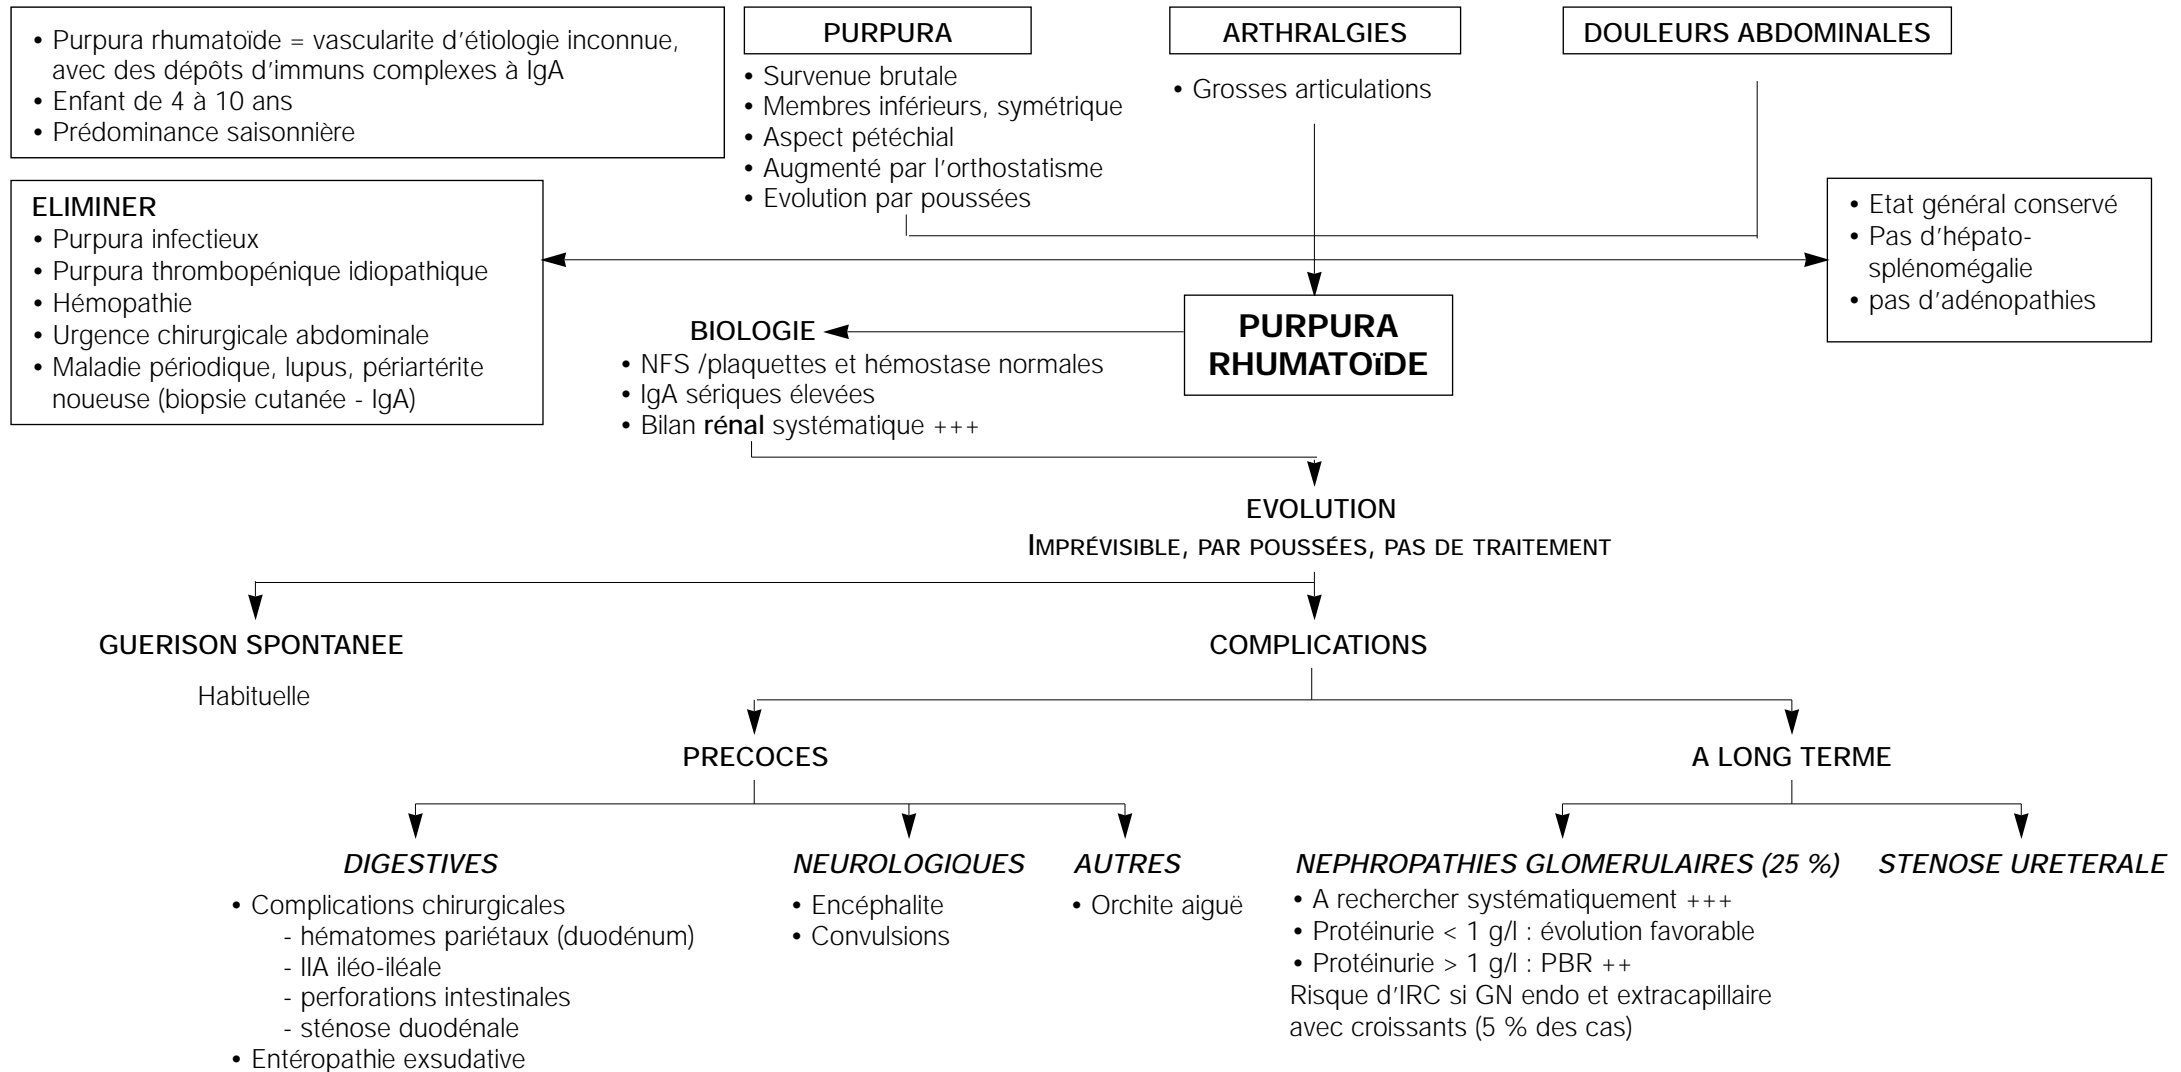 • Purpura rhumatoïde = vascularite d'étiologie inconnue,
avec des dépôts d'immuns complexes à IgA
• Enfant de 4 à 10 ans
• Prédominance saisonnière
PURPURA
• Survenue brutale
• Membres inférieurs, symétrique
• Aspect pétéchial
• Augmenté par l'orthostatisme
• Evolution par poussées
ARTHRALGIES
• Grosses articulations
DOULEURS ABDOMINALES
ELIMINER
• Purpura infectieux
• Purpura thrombopénique idiopathique
• Hémopathie
• Urgence chirurgicale abdominale
• Maladie périodique, lupus, périartérite
noueuse (biopsie cutanée - IgA)
• Etat général conservé
• Pas d'hépato-
splénomégalie
• pas d'adénopathies
PURPURA
RHUMATOïDE
BIOLOGIE
• NFS /plaquettes et hémostase normales
• IgA sériques élevées
• Bilan rénal systématique +++
EVOLUTION
IMPRÉVISIBLE, PAR POUSSÉES, PAS DE TRAITEMENT
GUERISON SPONTANEE
Habituelle
COMPLICATIONS
PRECOCES
A LONG TERME
DIGESTIVES
• Complications chirurgicales
- hématomes pariétaux (duodénum)
- IIA iléo-iléale
- perforations intestinales
- sténose duodénale
• Entéropathie exsudative
NEUROLOGIQUES
• Encéphalite
• Convulsions
AUTRES
• Orchite aiguë
NEPHROPATHIES GLOMERULAIRES (25 %)
• A rechercher systématiquement +++
• Protéinurie < 1 g/l : évolution favorable
• Protéinurie > 1 g/l : PBR ++
Risque d'IRC si GN endo et extracapillaire
avec croissants (5 % des cas)
STENOSE URETERALE